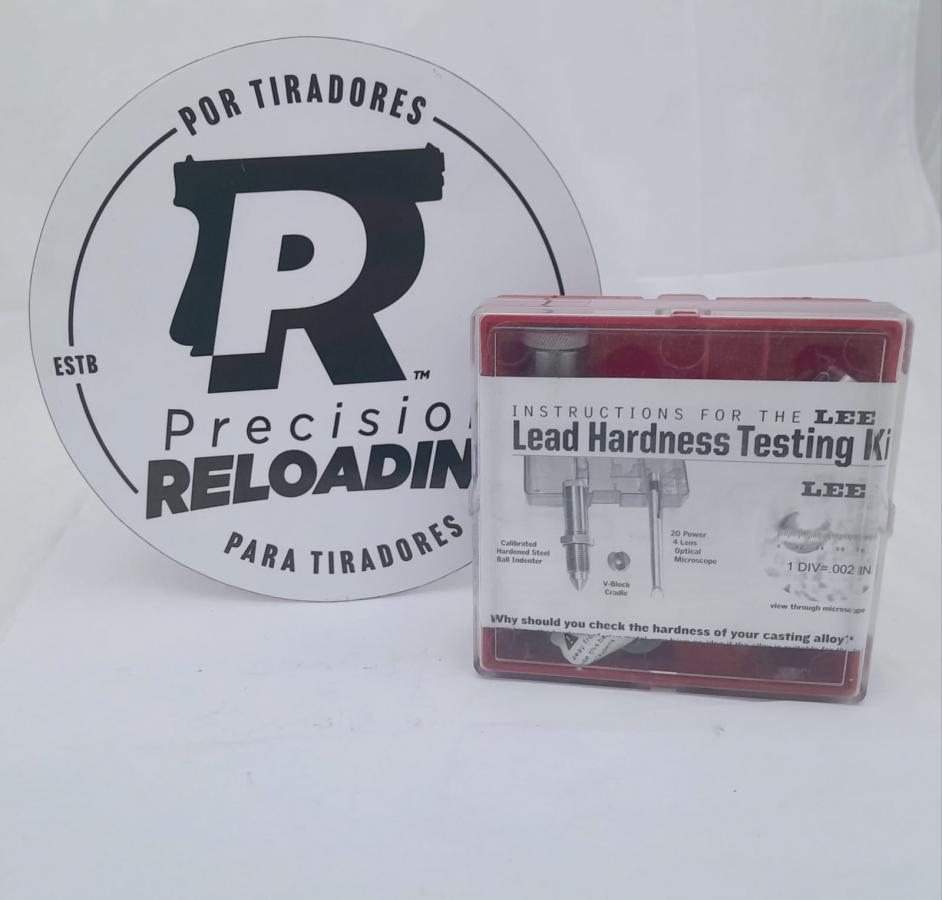 POR TIRADORES
ESTB
PR
™
Precision
RELOADIN
PARA TIRADORES
INSTRUCTIONS FOR THE LEE
Lead Hardness Testing Ki
LEE
Calibrated
Hardened Steel
Ball Indenter
V-Block
Cradle
20 Power
4 Lens
Optical
Microscope
1 DIV=.002 IN
view through microscope
Why should you check the hardness of your casting alloy?